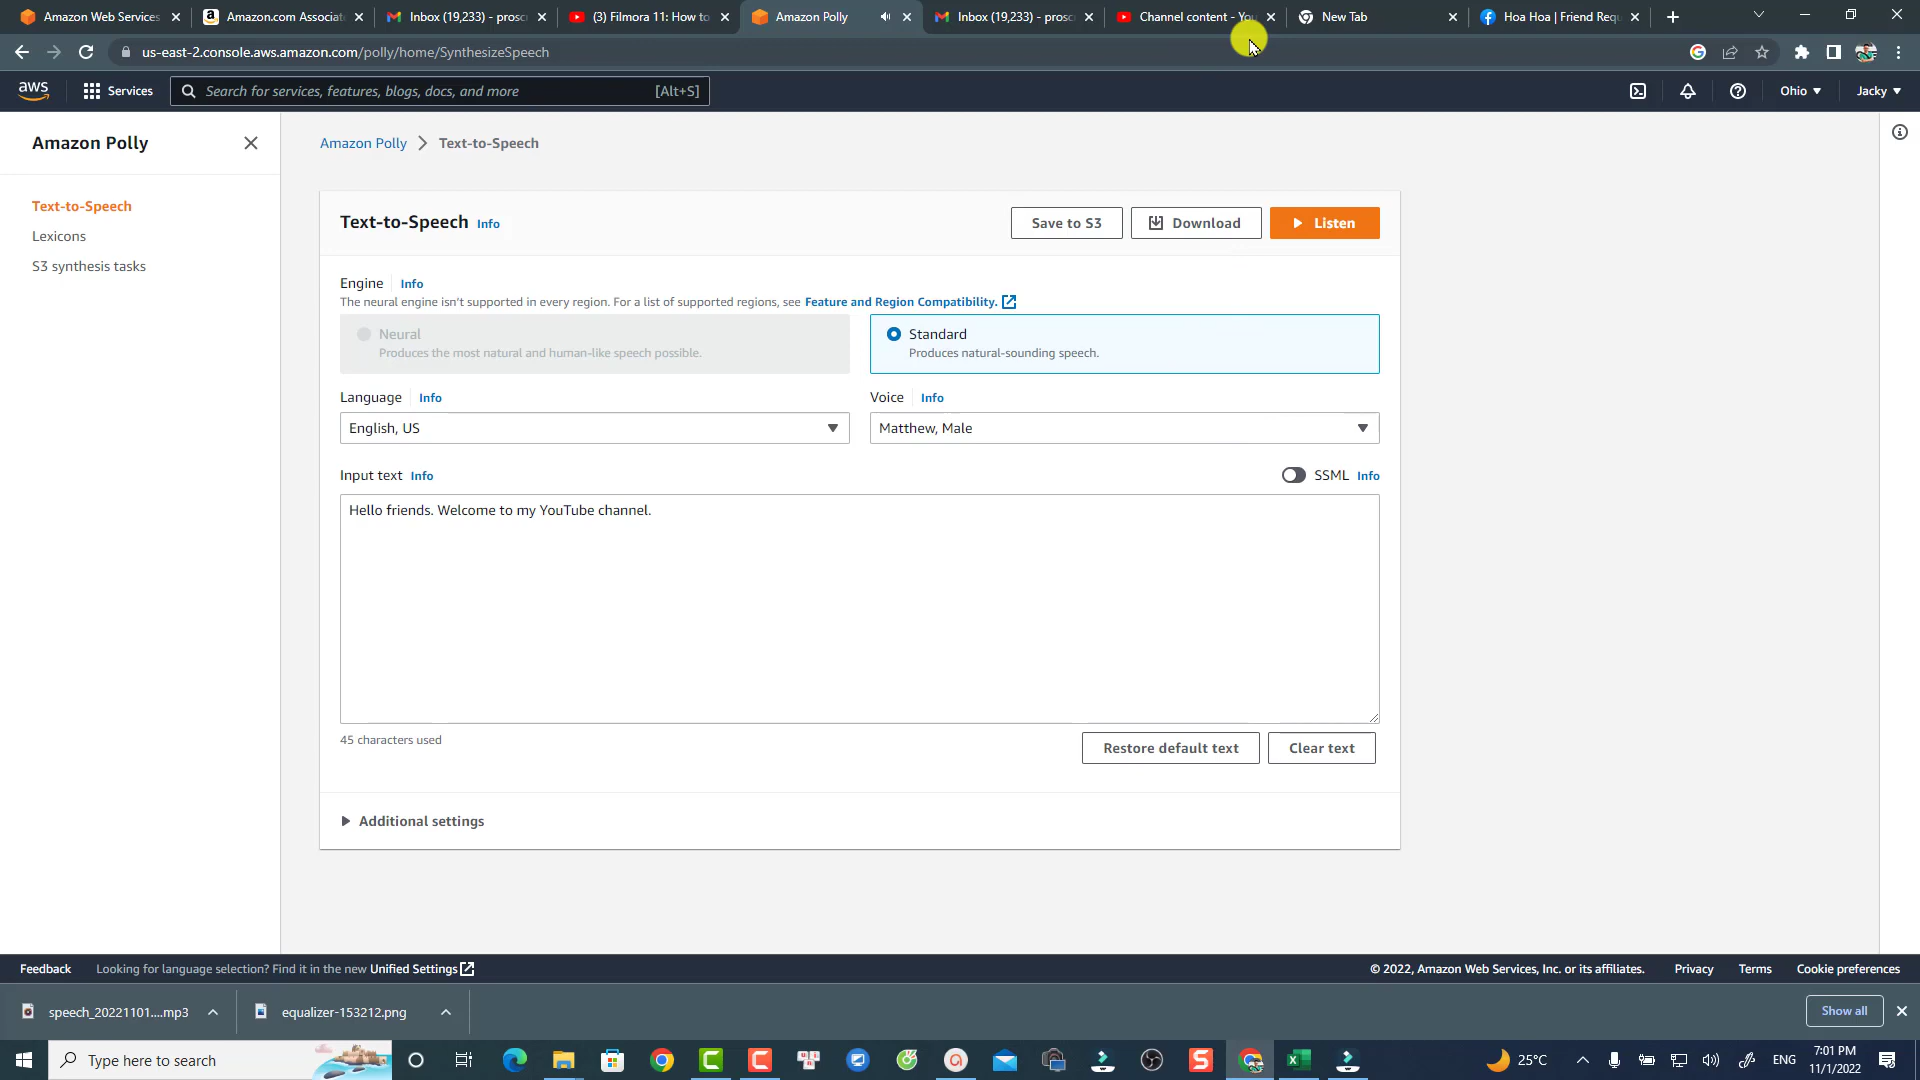 Amazon Web Services
Amazon.com Associat
Inbox (19,233) - prosc
(3) Filmora 11: How to
Amazon Polly
Inbox (19,233) - prosc
Channel content - You
New Tab
Hoa Hoa | Friend Requ
us-east-2.console.aws.amazon.com/polly/home/SynthesizeSpeech
aws
Services
Search for services, features, blogs, docs, and more
[Alt+S]
Ohio
Jacky
Amazon Polly
Text-to-Speech
Lexicons
S3 synthesis tasks
Amazon Polly
Text-to-Speech
Text-to-Speech Info
Save to S3
Download
Listen
Engine Info
The neural engine isn't supported in every region. For a list of supported regions, see Feature and Region Compatibility.
Neural
Produces the most natural and human-like speech possible.
Standard
Produces natural-sounding speech.
Language Info
Voice Info
English, US
Matthew, Male
Input text Info
SSML Info
Hello friends. Welcome to my YouTube channel.
45 characters used
Restore default text
Clear text
Additional settings
Feedback
Looking for language selection? Find it in the new Unified Settings
© 2022, Amazon Web Services, Inc. or its affiliates.
Privacy
Terms
Cookie preferences
speech_20221101....mp3
equalizer-153212.png
Show all
Type here to search
25°C
ENG
7:01 PM
11/1/2022